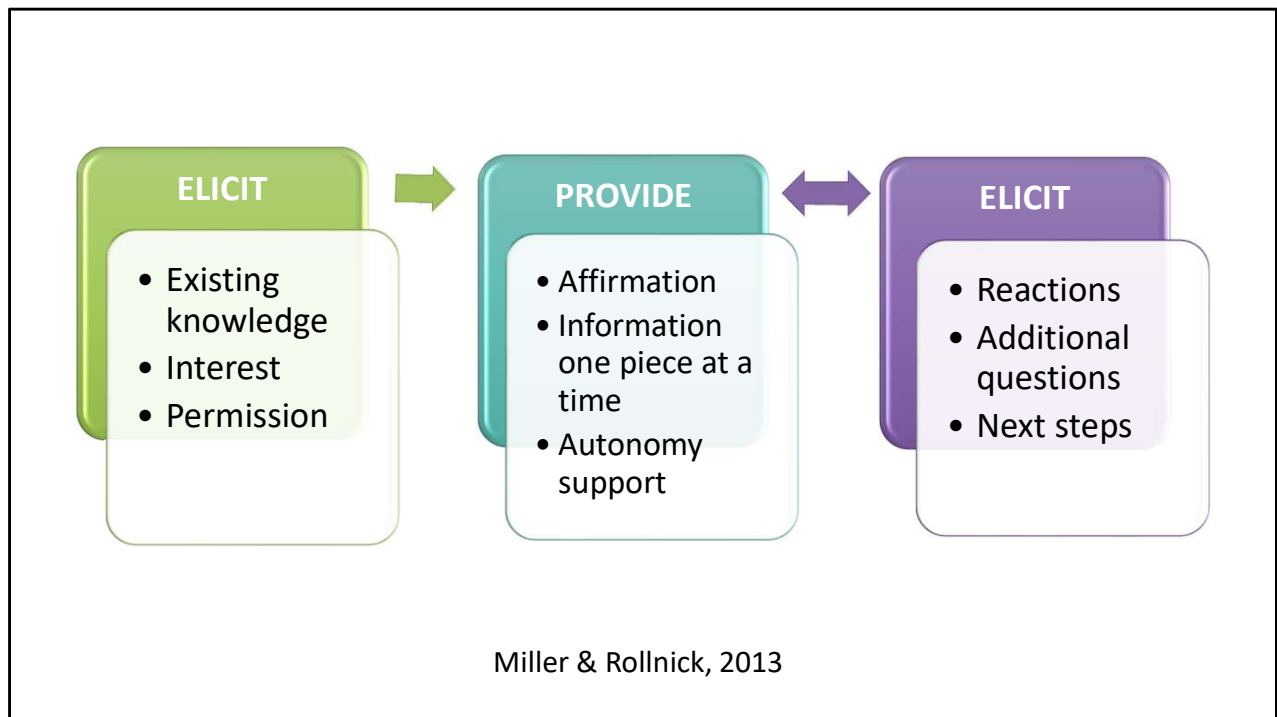 ELICIT
• Existing
knowledge
• Interest
• Permission
PROVIDE
• Affirmation
• Information
one piece at a
time
• Autonomy
support
ELICIT
• Reactions
• Additional
questions
• Next steps
Miller & Rollnick, 2013